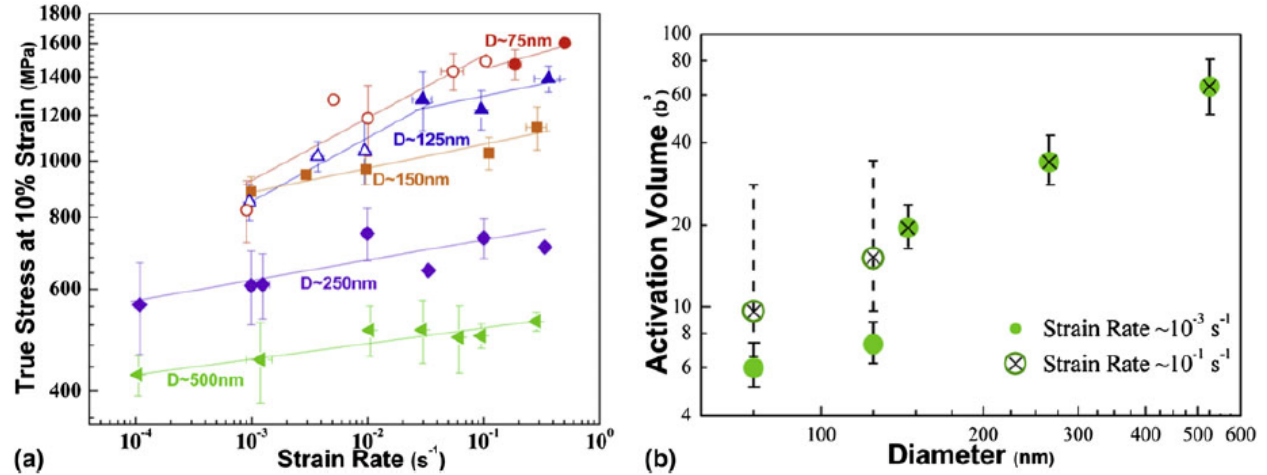 True Stress at 10% Strain (MPa)
1800
1600
1400
1200
1000
800
600
400
D~75nm
D~125nm
D~150nm
D~250nm
D~500nm
10⁻⁴ 10⁻³ 10⁻² 10⁻¹ 10⁰
(a)
Strain Rate (s⁻¹)
Activation Volume (b³)
100
80
60
40
20
10
8
6
4
Strain Rate ~10⁻³ s⁻¹
Strain Rate ~10⁻¹ s⁻¹
100 200 300 400 500 600
(b)
Diameter (nm)